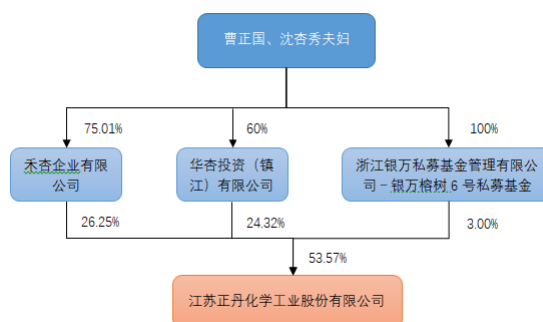 曹正国、沈杏秀夫妇
75.01%
60%
100%
禾杏企业有限
公司
华杏投资（镇
江）有限公司
浙江银万私募基金管理有限公
司－银万榕树 6 号私募基金
26.25%
24.32%
3.00%
53.57%
江苏正丹化学工业股份有限公司